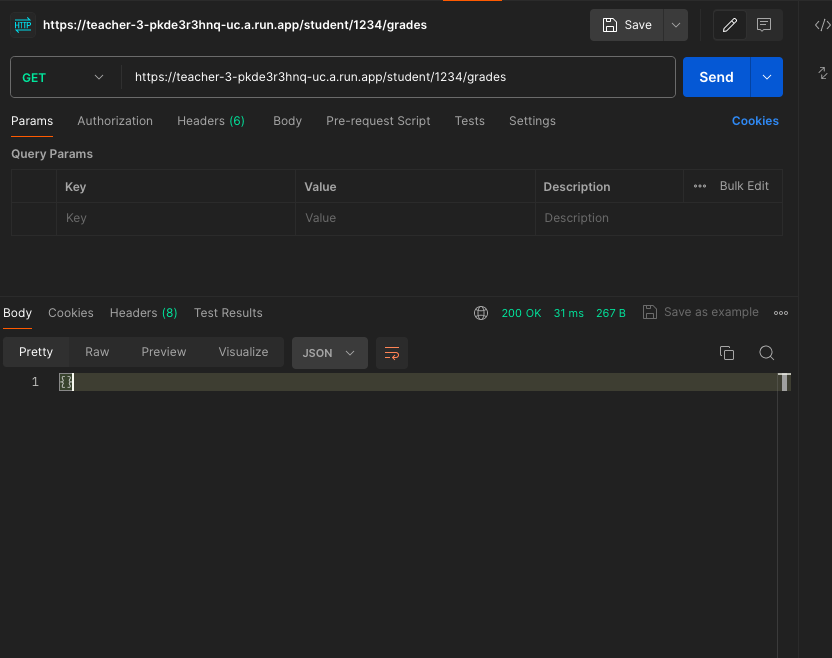 HTTP https://teacher-3-pkde3r3hnq-uc.a.run.app/student/1234/grades Save
GET https://teacher-3-pkde3r3hnq-uc.a.run.app/student/1234/grades Send
Params Authorization Headers (6) Body Pre-request Script Tests Settings Cookies
Query Params
Key Value Description ••• Bulk Edit
Key Value Description
Body Cookies Headers (8) Test Results 200 OK 31 ms 267 B Save as example
Pretty Raw Preview Visualize JSON
1 {}